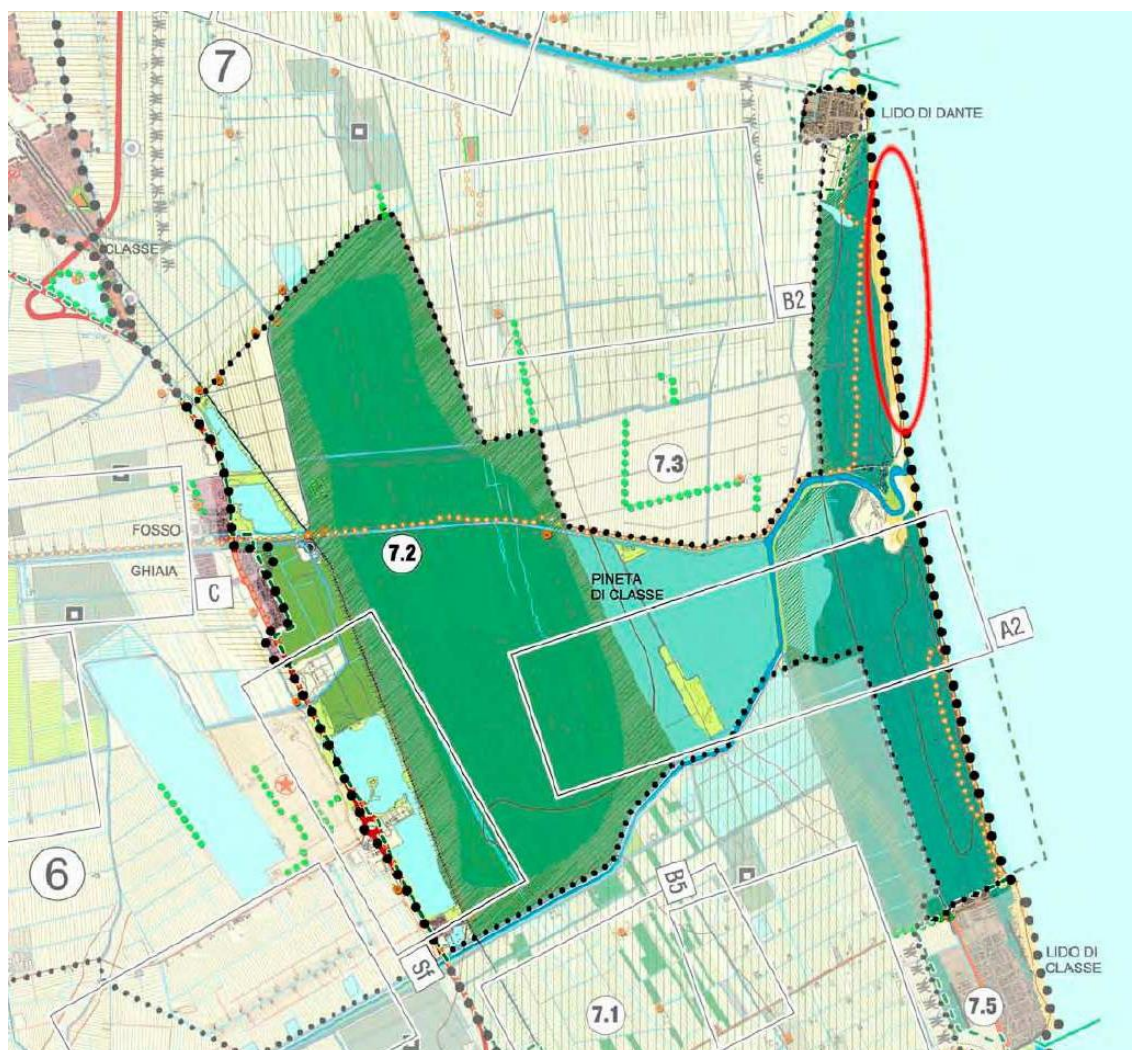 7
LIDO DI DANTE
CLASSE
B2
7.3
FOSSO
GHIAIA
7.2
C
PINETA
DI CLASSE
A2
6
B5
Sf
LIDO DI
CLASSE
7.5
7.1